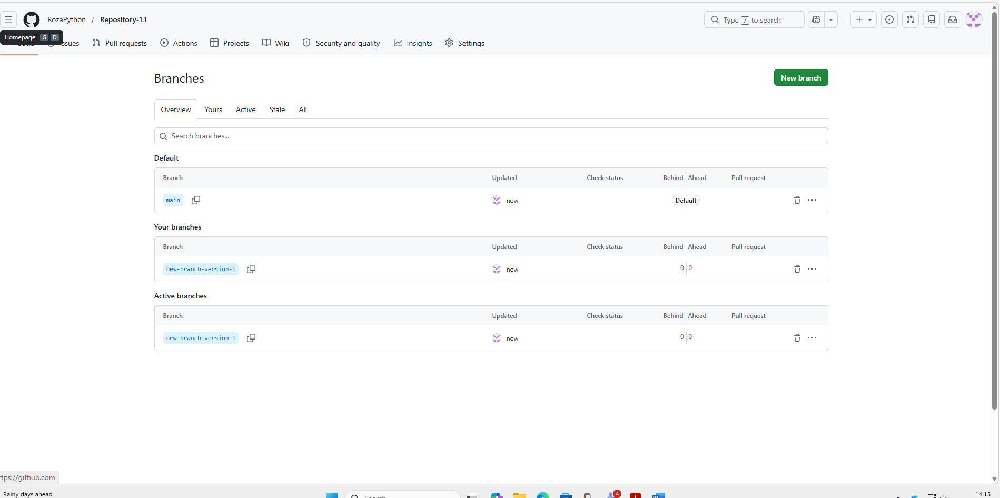 RozaPython / Repository-1.1
Type / to search
Homepage G D
Issues
Pull requests
Actions
Projects
Wiki
Security and quality
Insights
Settings
Branches
New branch
Overview
Yours
Active
Stale
All
Search branches...
Default
Branch Updated Check status Behind Ahead Pull request
main now Default
Your branches
Branch Updated Check status Behind Ahead Pull request
new-branch-version-1 now 0 0
Active branches
Branch Updated Check status Behind Ahead Pull request
new-branch-version-1 now 0 0
ttps://github.com
Rainy days ahead
Search
4
14:15